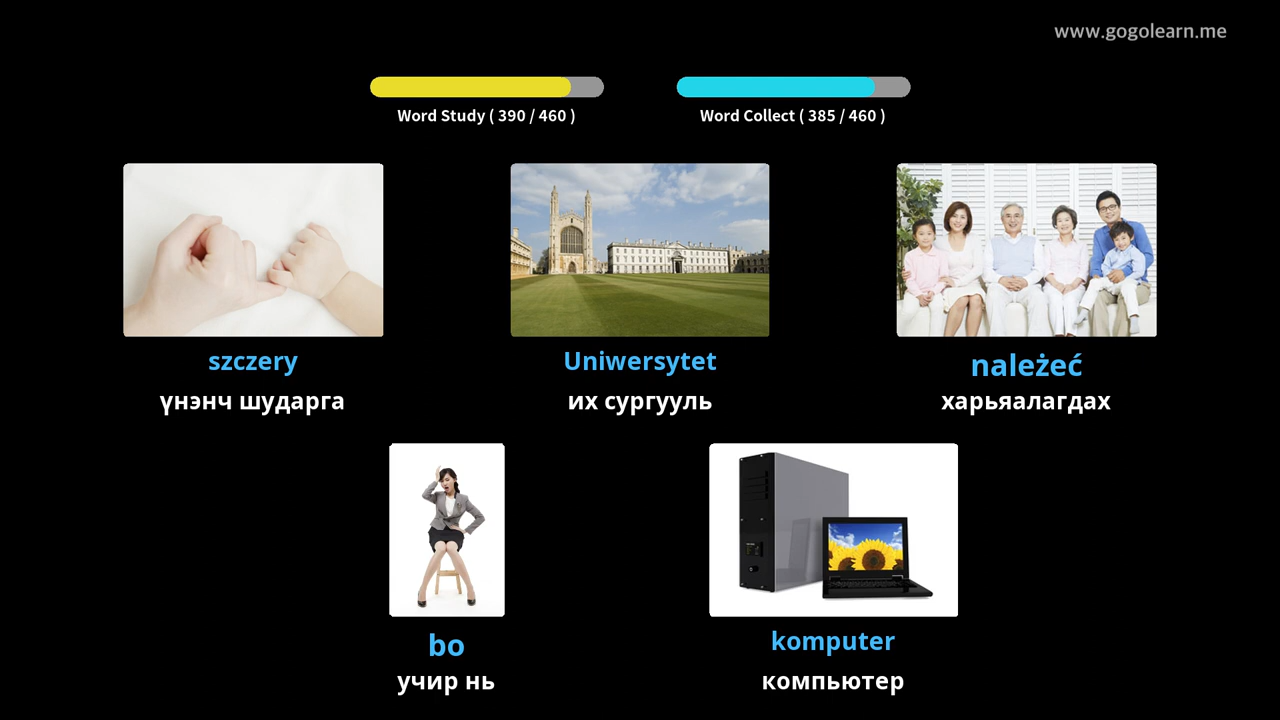 www.gogolearn.me
Word Study ( 390 / 460 )
Word Collect ( 385 / 460 )
szczery
Uniwersytet
należeć
үнэнч шударга
их сургууль
харьяалагдах
bo
komputer
учир нь
компьютер